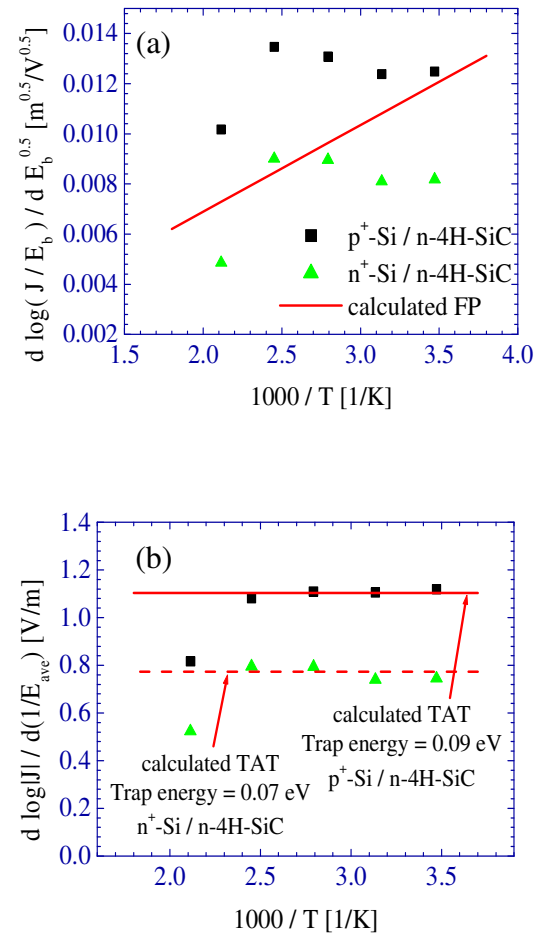 (a)
0.014
0.012
0.010
0.008
0.006
0.004
0.002
d log( J / E_b ) / d E_b^0.5 [m^0.5/V^0.5]
p^+-Si / n-4H-SiC
n^+-Si / n-4H-SiC
calculated FP
1.5 2.0 2.5 3.0 3.5 4.0
1000 / T [1/K]
(b)
1.4
1.2
1.0
0.8
0.6
0.4
0.2
0.0
d log|J| / d(1/E_ave) [V/m]
calculated TAT
Trap energy = 0.09 eV
p^+-Si / n-4H-SiC
calculated TAT
Trap energy = 0.07 eV
n^+-Si / n-4H-SiC
2.0 2.5 3.0 3.5
1000 / T [1/K]